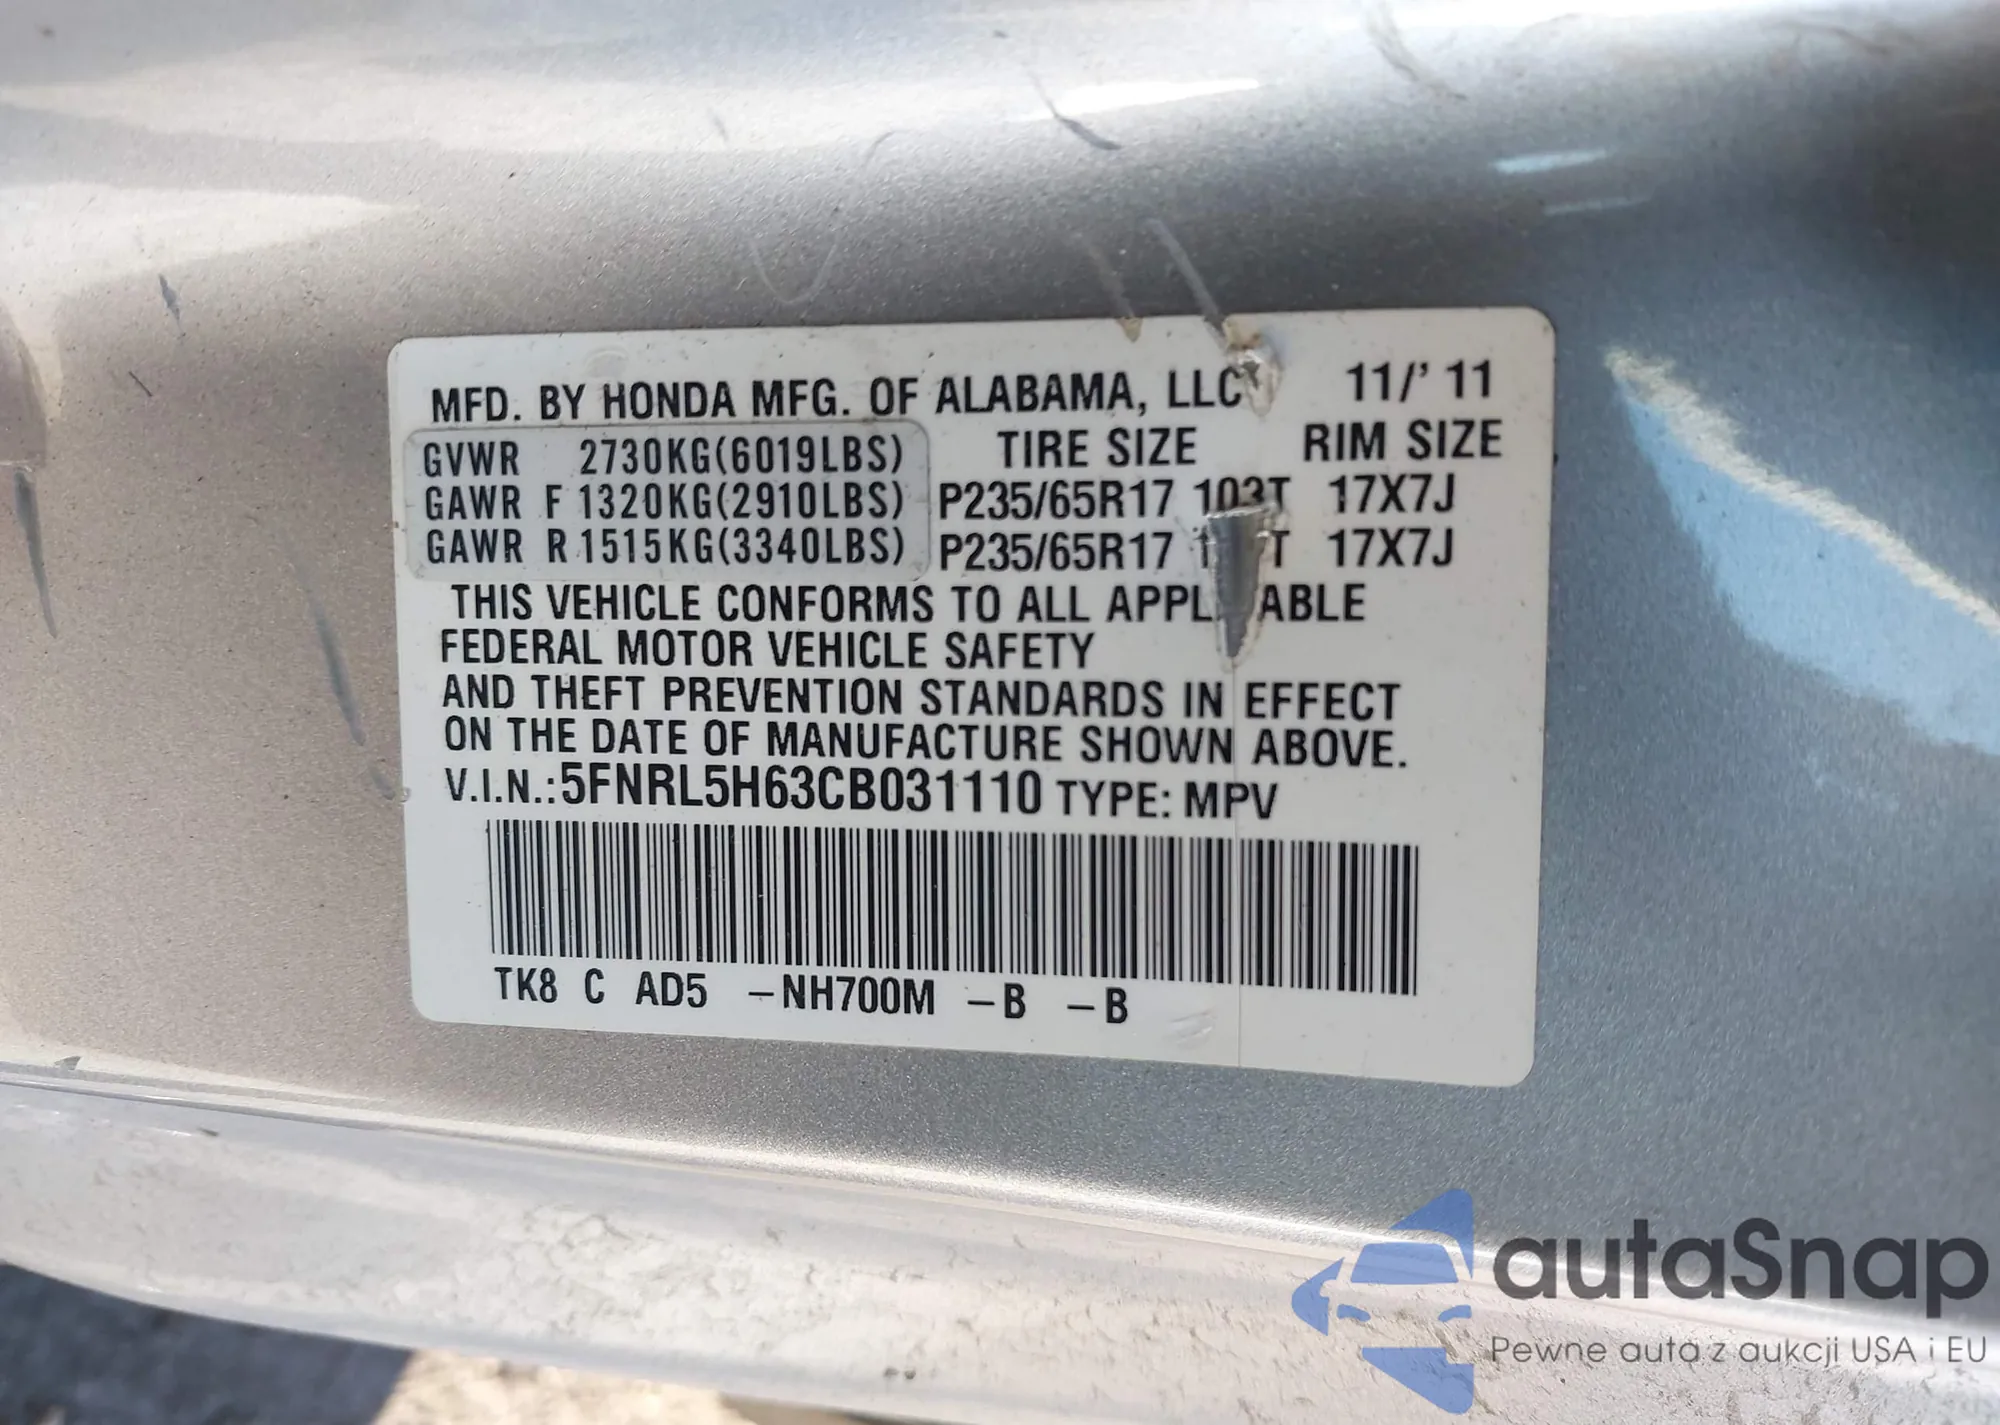 MFD. BY HONDA MFG. OF ALABAMA, LLC 11/'11
GVWR 2730KG(6019LBS) TIRE SIZE RIM SIZE
GAWR F 1320KG(2910LBS) P235/65R17 103T 17X7J
GAWR R 1515KG(3340LBS) P235/65R17 17X7J
THIS VEHICLE CONFORMS TO ALL
FEDERAL MOTOR VEHICLE SAFETY
AND THEFT PREVENTION STANDARDS IN EFFECT
ON THE DATE OF MANUFACTURE SHOWN ABOVE.
V.I.N.:5FNRL5H63CB031110 TYPE: MPV
TK8 C AD5 -NH700M -B -B
autaSnap
Pewne auta z aukcji USA i EU